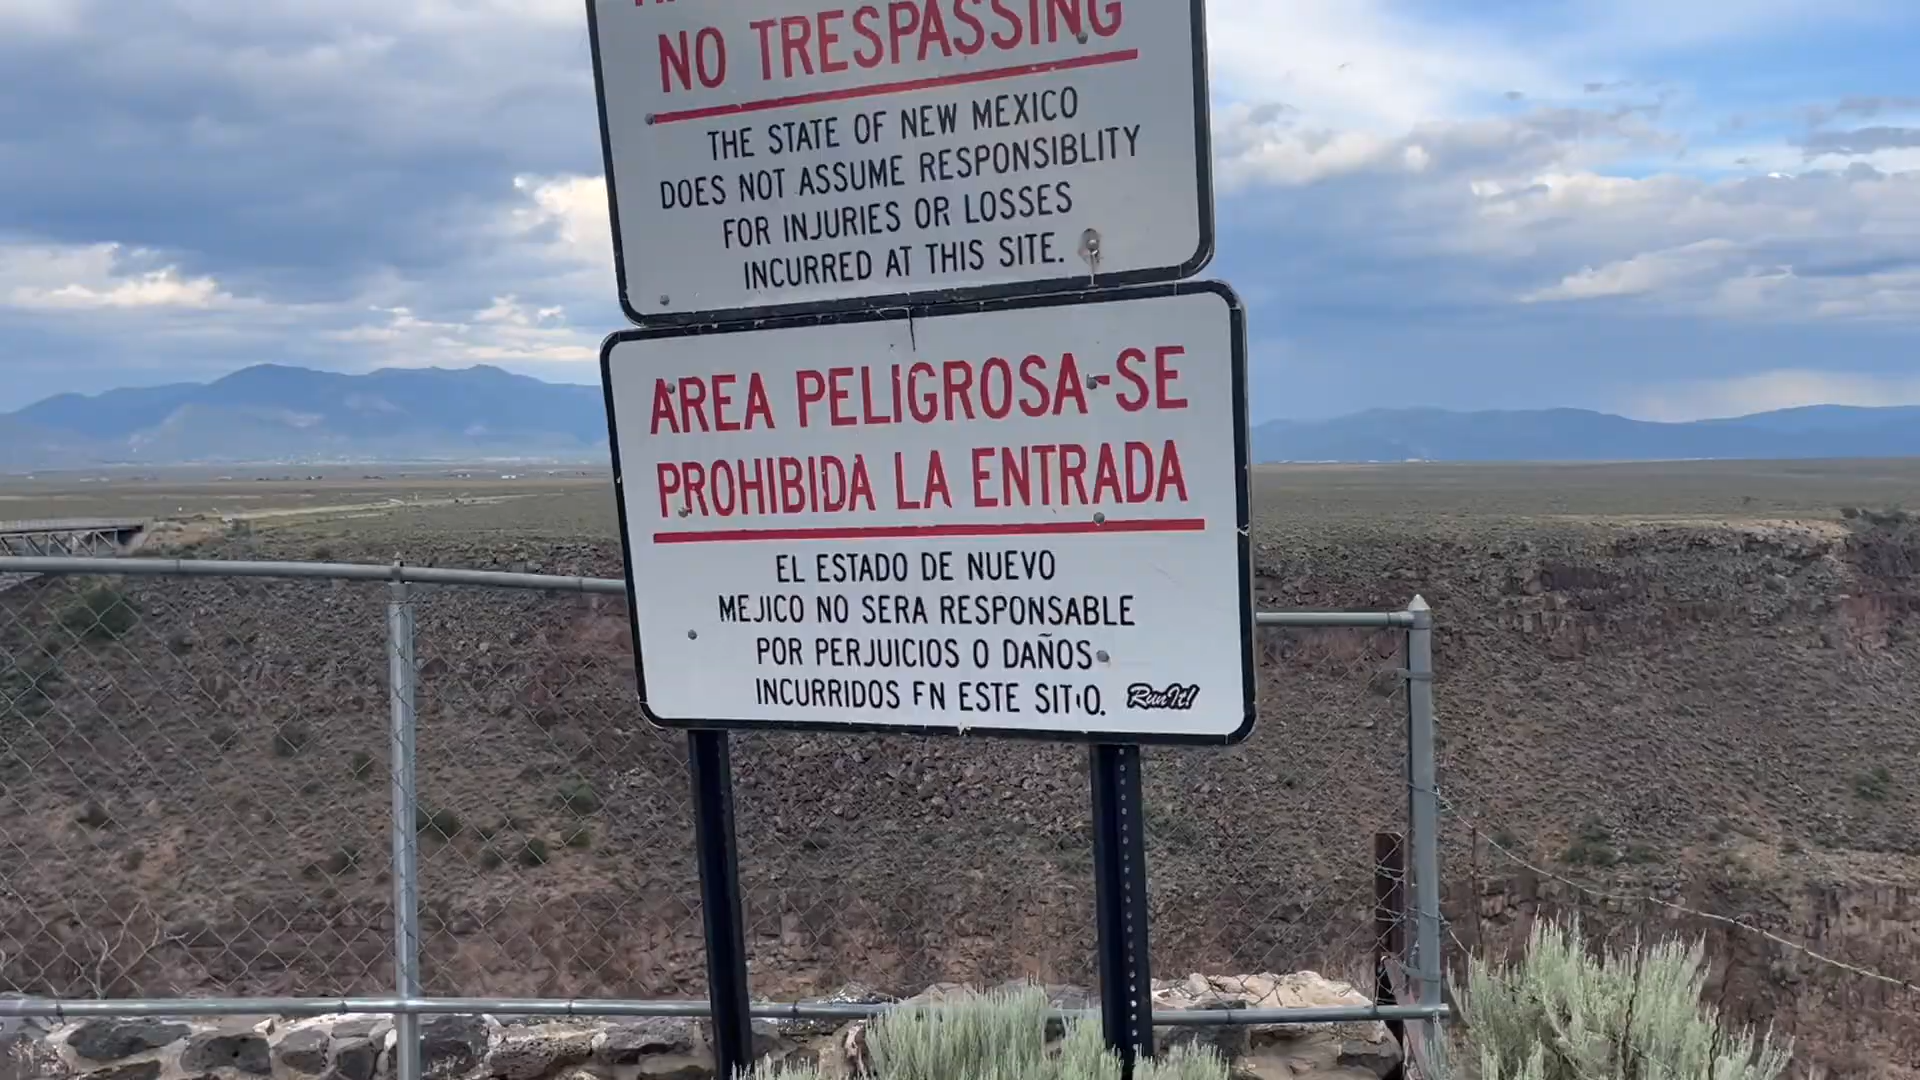 NO TRESPASSING
THE STATE OF NEW MEXICO
DOES NOT ASSUME RESPONSIBLITY
FOR INJURIES OR LOSSES
INCURRED AT THIS SITE.
AREA PELIGROSA-SE
PROHIBIDA LA ENTRADA
EL ESTADO DE NUEVO
MEJICO NO SERA RESPONSABLE
POR PERJUICIOS O DAÑOS
INCURRIDOS EN ESTE SITIO.
Run It!